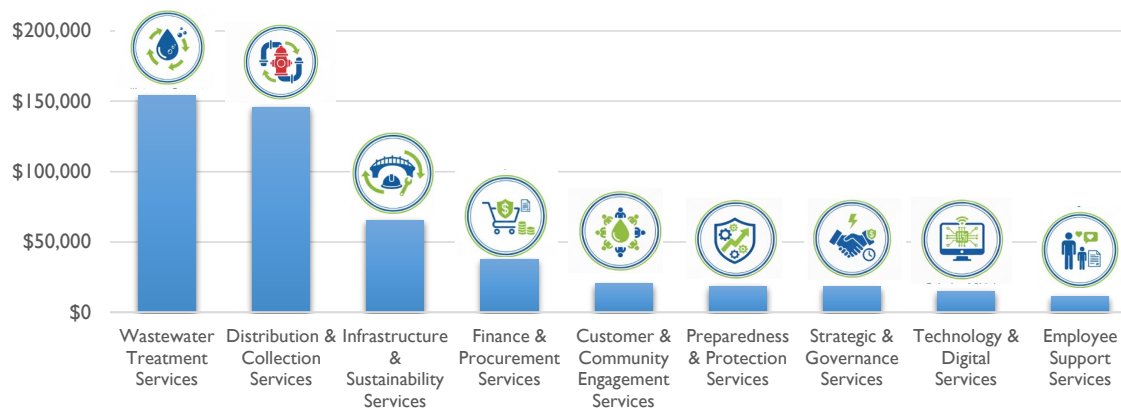 $200,000
$150,000
$100,000
$50,000
$0
Wastewater
Treatment
Services
Distribution &
Collection
Services
Infrastructure
&
Sustainability
Services
Finance &
Procurement
Services
Customer &
Community
Engagement
Services
Preparedness
& Protection
Services
Strategic &
Governance
Services
Technology &
Digital
Services
Employee
Support
Services